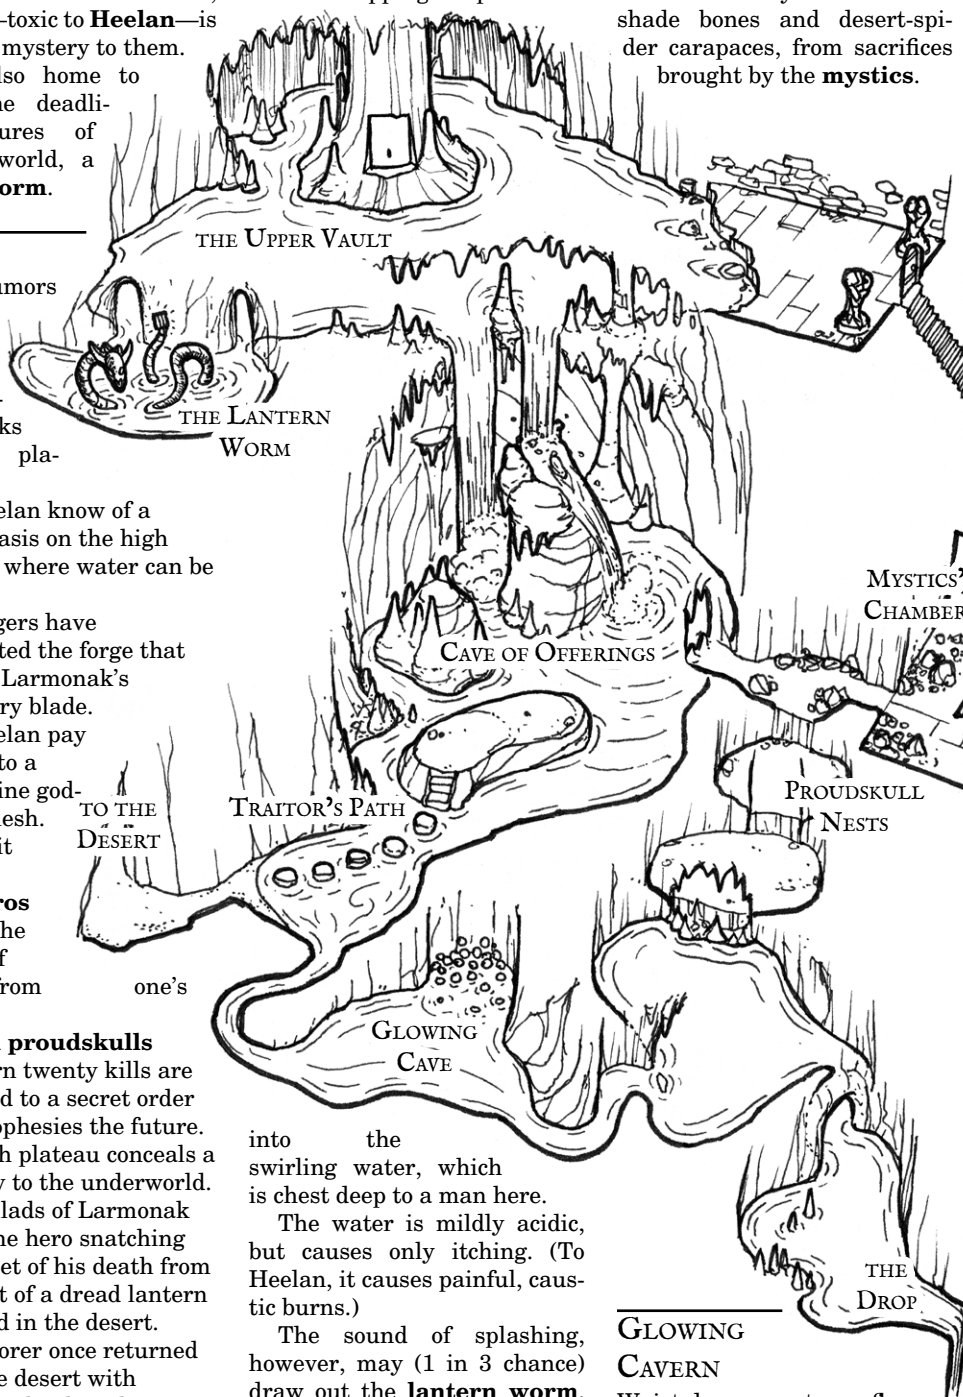 -toxic to Heelan—is
mystery to them.
lso home to
ne deadli-
ures of
world, a
orm.
umors
ks
pla-
elan know of a
asis on the high
where water can be
gers have
ted the forge that
Larmonak's
ry blade.
elan pay
to a
ine god-
lesh.
it
ros
he
f
from one's
proudskulls
rn twenty kills are
d to a secret order
ophesies the future.
h plateau conceals a
y to the underworld.
lads of Larmonak
ne hero snatching
et of his death from
t of a dread lantern
d in the desert.
orer once returned
e desert with
shade bones and desert-spi-
der carapaces, from sacrifices
brought by the mystics.
THE UPPER VAULT
THE LANTERN
WORM
CAVE OF OFFERINGS
MYSTICS'
CHAMBER
TO THE
DESERT
TRAITOR'S PATH
PROUDSKULL
NESTS
GLOWING
CAVE
THE
DROP
into the
swirling water, which
is chest deep to a man here.
The water is mildly acidic,
but causes only itching. (To
Heelan, it causes painful, caus-
tic burns.)
The sound of splashing,
however, may (1 in 3 chance)
draw out the lantern worm.
GLOWING
CAVERN